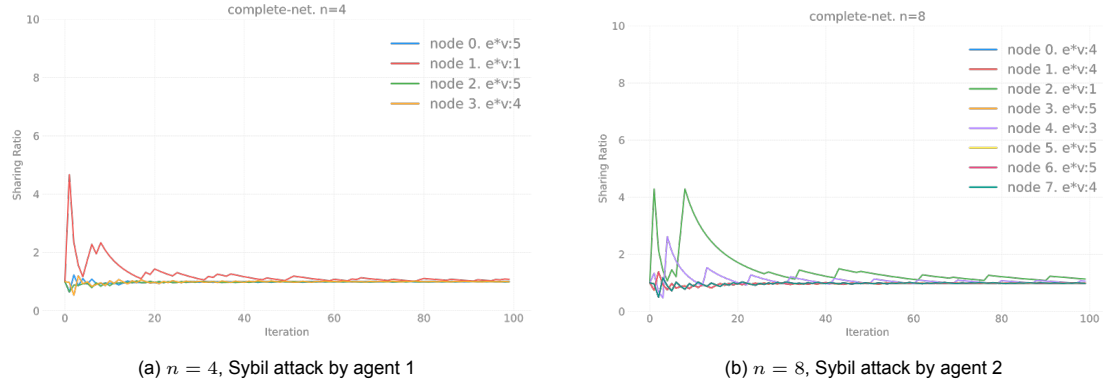 complete-net. n=4
10
8
6
4
2
0
Sharing Ratio
node 0. e*v:5
node 1. e*v:1
node 2. e*v:5
node 3. e*v:4
0 20 40 60 80 100
Iteration
(a) n = 4, Sybil attack by agent 1
complete-net. n=8
10
8
6
4
2
0
Sharing Ratio
node 0. e*v:4
node 1. e*v:4
node 2. e*v:1
node 3. e*v:5
node 4. e*v:3
node 5. e*v:5
node 6. e*v:5
node 7. e*v:4
0 20 40 60 80 100
Iteration
(b) n = 8, Sybil attack by agent 2